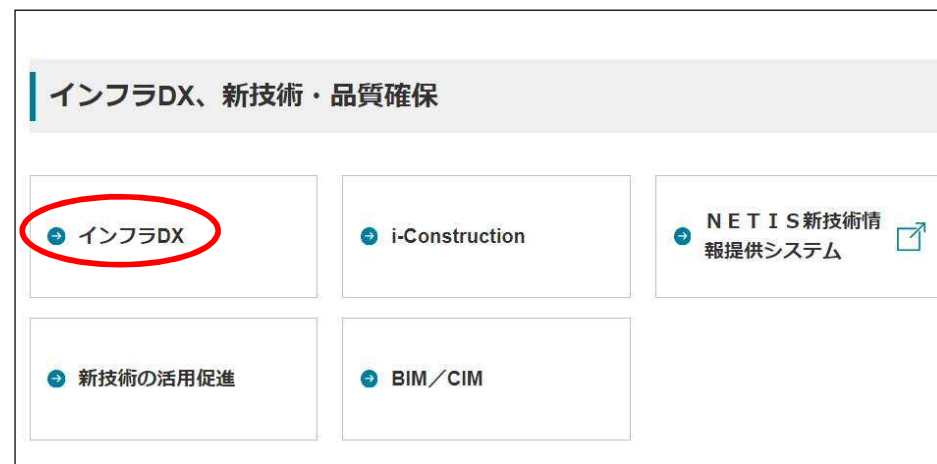 インフラDX、新技術・品質確保
インフラDX
i-Construction
ＮＥＴＩＳ新技術情
報提供システム
新技術の活用促進
BIM／CIM